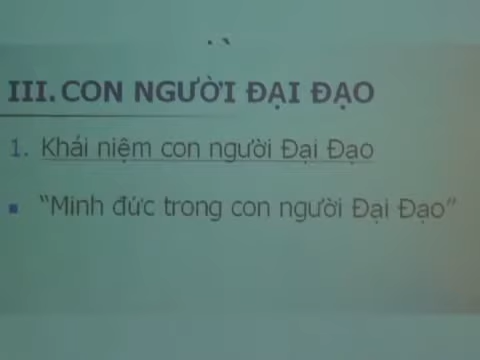 III. CON NGƯỜI ĐẠI ĐẠO
1. Khái niệm con người Đại Đạo
▪ “Minh đức trong con người Đại Đạo”